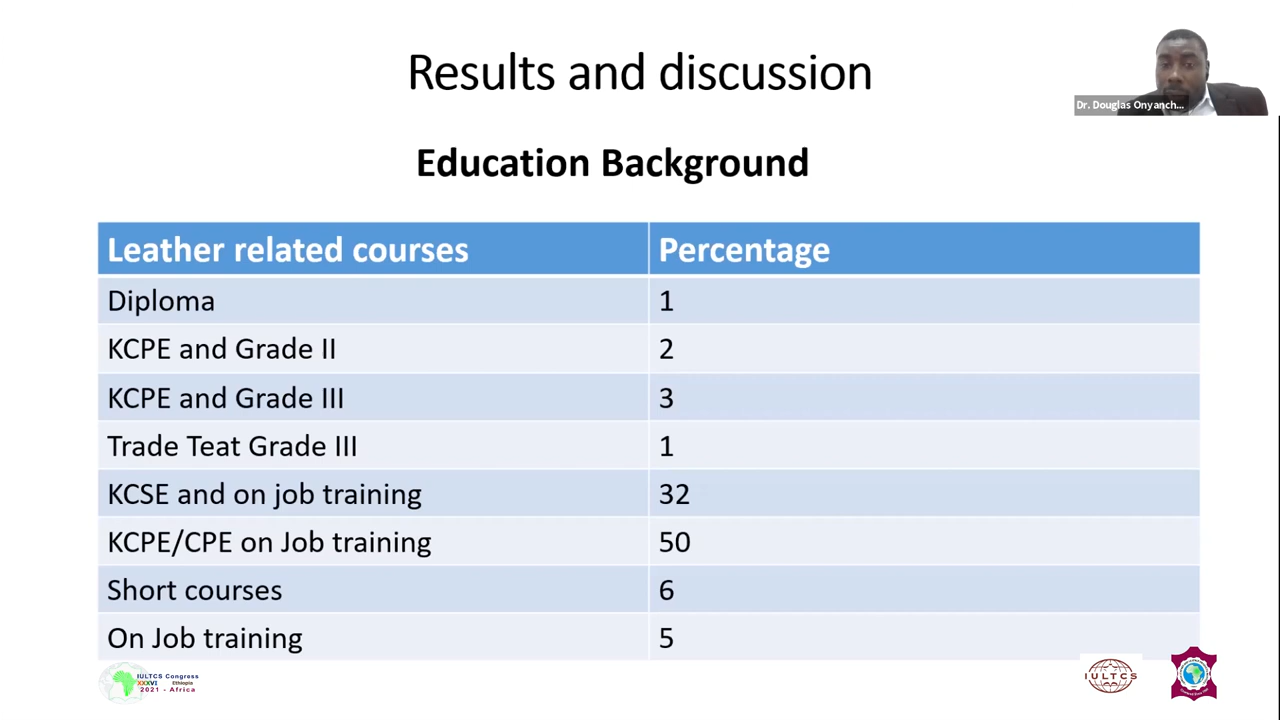 Results and discussion
Dr. Douglas Onyanch...
Education Background
Leather related courses Percentage
Diploma 1
KCPE and Grade II 2
KCPE and Grade III 3
Trade Teat Grade III 1
KCSE and on job training 32
KCPE/CPE on Job training 50
Short courses 6
On Job training 5
IULTCS Congress
XXXVI Ethiopia
2021 - Africa
IULTCS